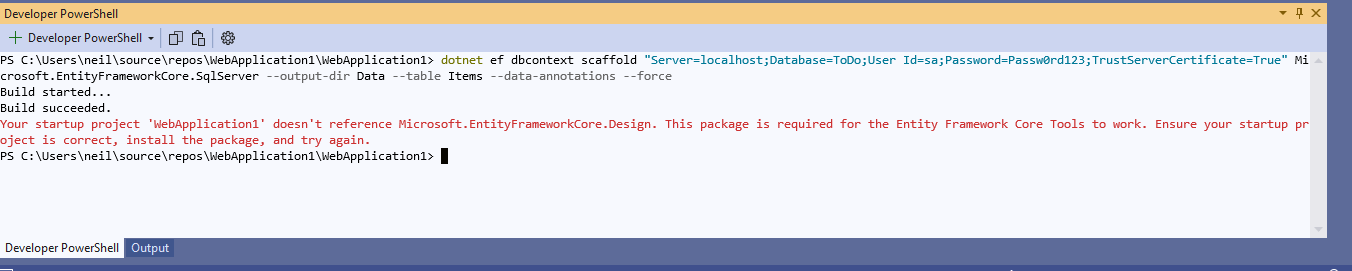 Developer PowerShell
Developer PowerShell
PS C:\Users\neil\source\repos\WebApplication1\WebApplication1> dotnet ef dbcontext scaffold "Server=localhost;Database=ToDo;User Id=sa;Password=Passw0rd123;TrustServerCertificate=True" Mi
crosoft.EntityFrameworkCore.SqlServer --output-dir Data --table Items --data-annotations --force
Build started...
Build succeeded.
Your startup project 'WebApplication1' doesn't reference Microsoft.EntityFrameworkCore.Design. This package is required for the Entity Framework Core Tools to work. Ensure your startup pr
oject is correct, install the package, and try again.
PS C:\Users\neil\source\repos\WebApplication1\WebApplication1>
Developer PowerShell Output